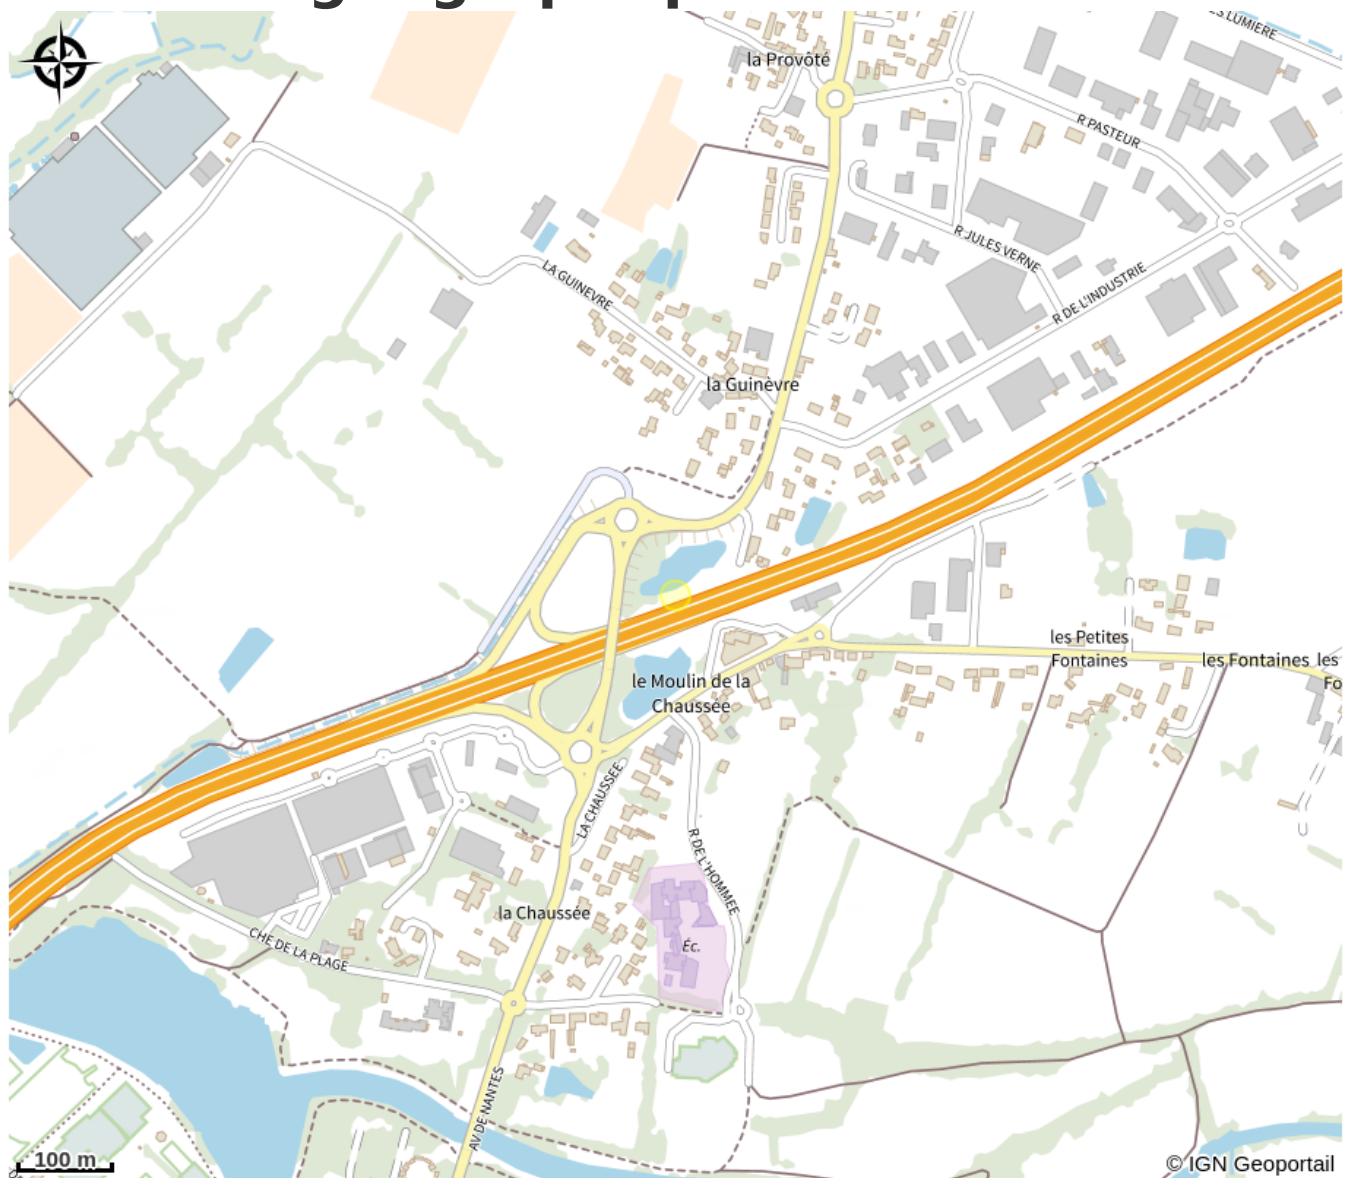 la Provôté
R PASTEUR
R JULES VERNE
R DE L'INDUSTRIE
LA GUINEVRE
la Guinèvre
les Petites
Fontaines
les Fontaines
les
Fo
le Moulin de la
Chaussée
LA CHAUSSEE
R DE L'HOMMEE
la Chaussée
Éc.
CHE DE LA PLAGE
AV DE NANTES
100 m
© IGN Geoportail